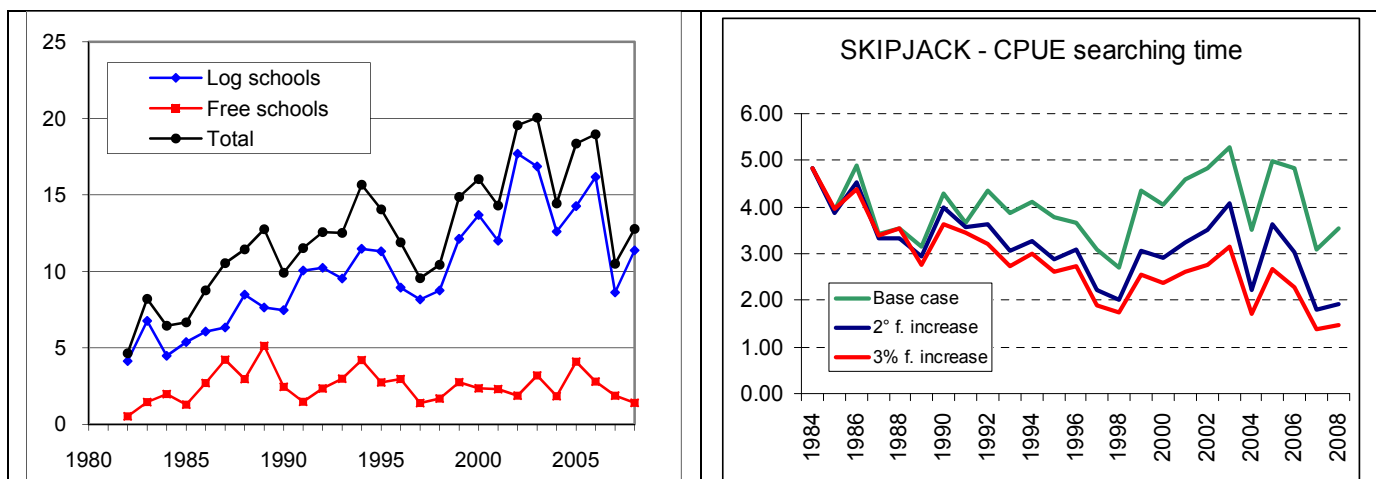 25
20
15
10
5
0
Log schools
Free schools
Total
1980 1985 1990 1995 2000 2005
SKIPJACK - CPUE searching time
6.00
5.00
4.00
3.00
2.00
1.00
0.00
Base case
2° f. increase
3% f. increase
1984 1986 1988 1990 1992 1994 1996 1998 2000 2002 2004 2006 2008